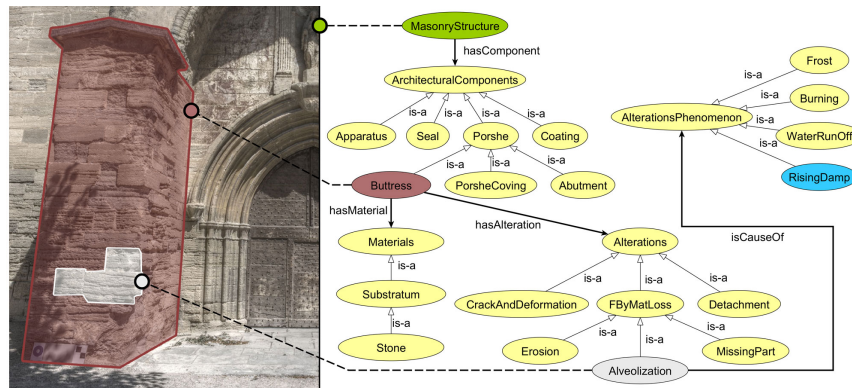 MasonryStructure
hasComponent
Frost
is-a
ArchitecturalComponents
is-a
Burning
is-a is-a is-a is-a
AlterationsPhenomenon
is-a
WaterRunOff
Apparatus Seal Porshe Coating
is-a
is-a is-a is-a
RisingDamp
Buttress PorsheCoving Abutment
hasMaterial
hasAlteration
isCauseOf
Materials Alterations
is-a
is-a is-a is-a
Substratum CrackAndDeformation FByMatLoss Detachment
is-a
is-a is-a is-a
Stone Erosion MissingPart
Alveolization